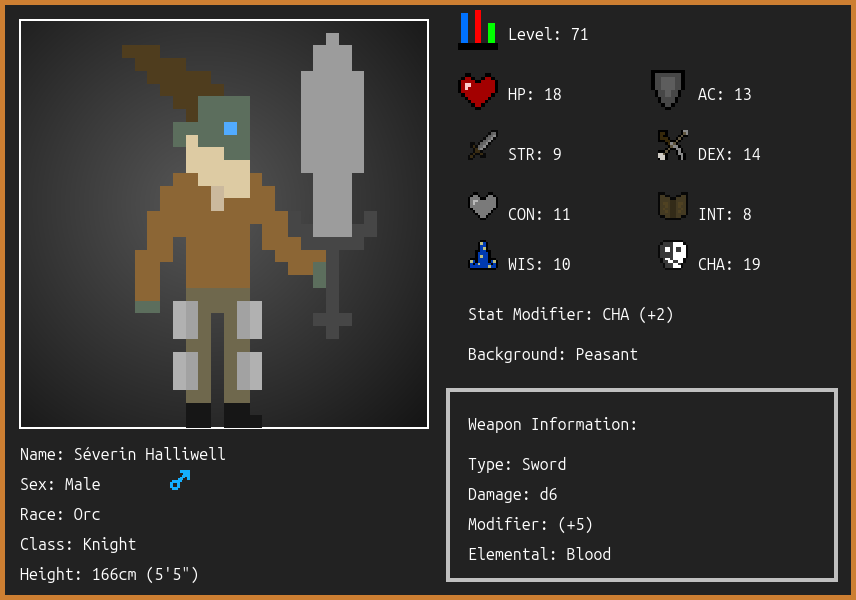 Level: 71
HP: 18
AC: 13
STR: 9
DEX: 14
CON: 11
INT: 8
WIS: 10
CHA: 19
Stat Modifier: CHA (+2)
Background: Peasant
Name: Séverin Halliwell
Sex: Male
Race: Orc
Class: Knight
Height: 166cm (5'5")
Weapon Information:
Type: Sword
Damage: d6
Modifier: (+5)
Elemental: Blood